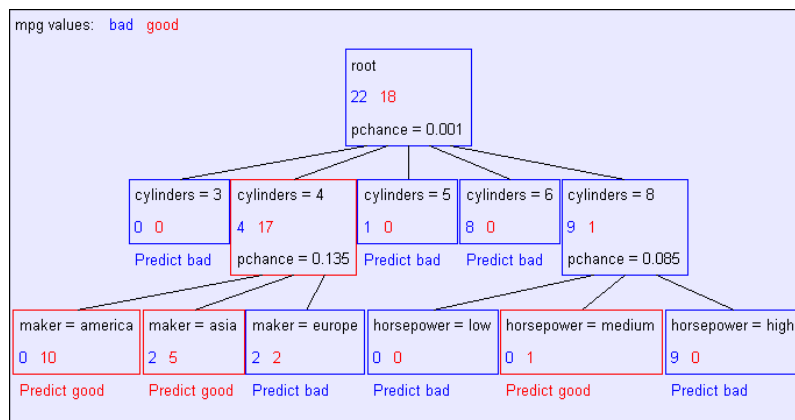 mpg values: bad good
root
22 18
pchance = 0.001
cylinders = 3
0 0
Predict bad
cylinders = 4
4 17
pchance = 0.135
cylinders = 5
1 0
Predict bad
cylinders = 6
8 0
Predict bad
cylinders = 8
9 1
pchance = 0.085
maker = america
0 10
Predict good
maker = asia
2 5
Predict good
maker = europe
2 2
Predict bad
horsepower = low
0 0
Predict bad
horsepower = medium
0 1
Predict good
horsepower = high
9 0
Predict bad